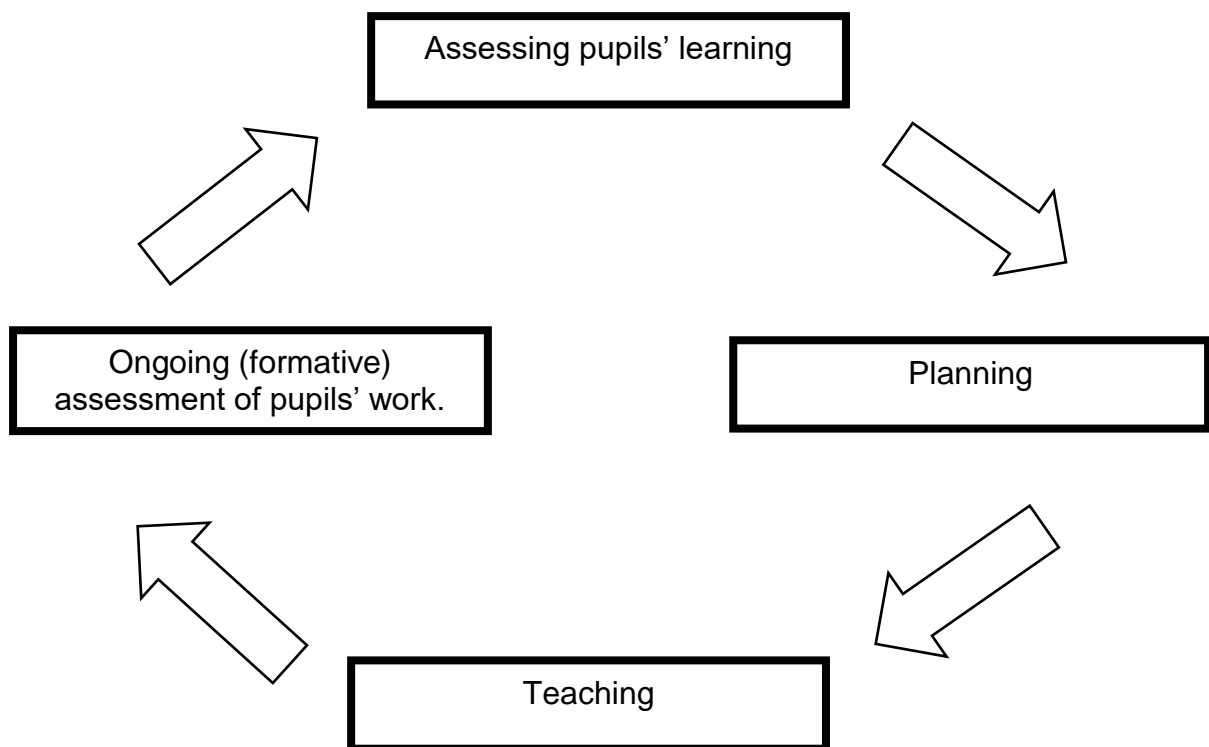 Assessing pupils’ learning
Ongoing (formative)
assessment of pupils’ work.
Planning
Teaching